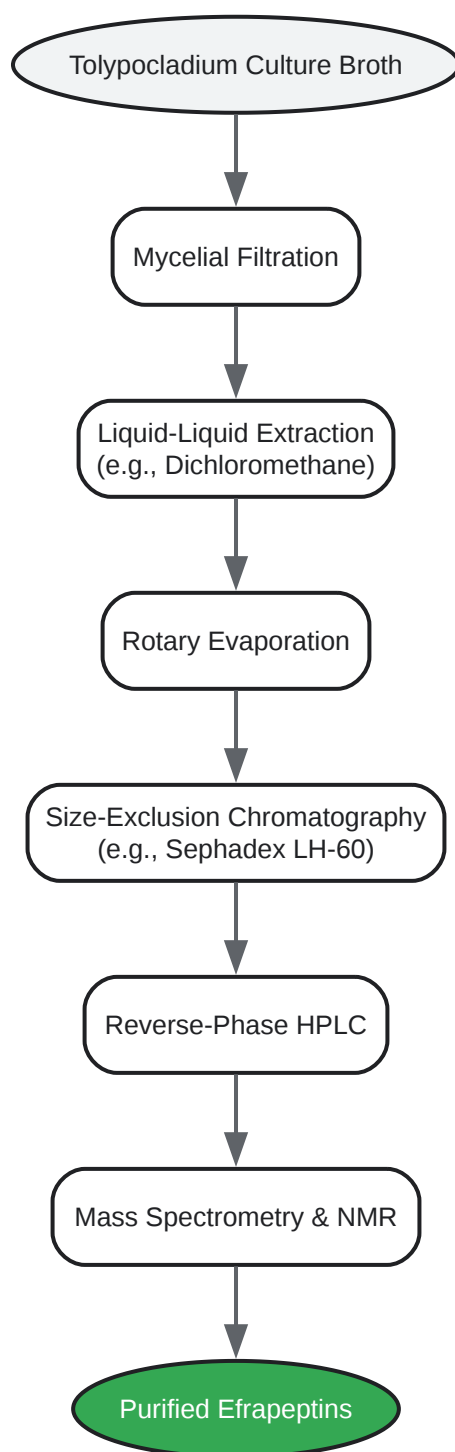 Tolypocladium Culture Broth
Mycelial Filtration
Liquid-Liquid Extraction
(e.g., Dichloromethane)
Rotary Evaporation
Size-Exclusion Chromatography
(e.g., Sephadex LH-60)
Reverse-Phase HPLC
Mass Spectrometry & NMR
Purified Efrapeptins